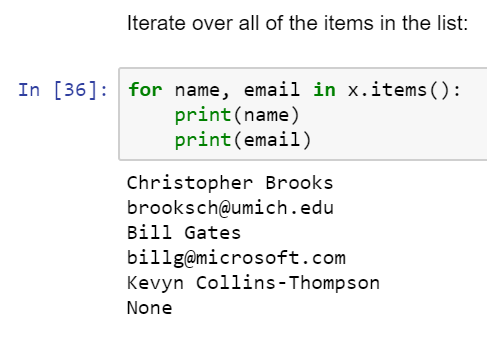 Iterate over all of the items in the list:
In [36]: for name, email in x.items():
    print(name)
    print(email)
Christopher Brooks
brooksch@umich.edu
Bill Gates
billg@microsoft.com
Kevyn Collins-Thompson
None